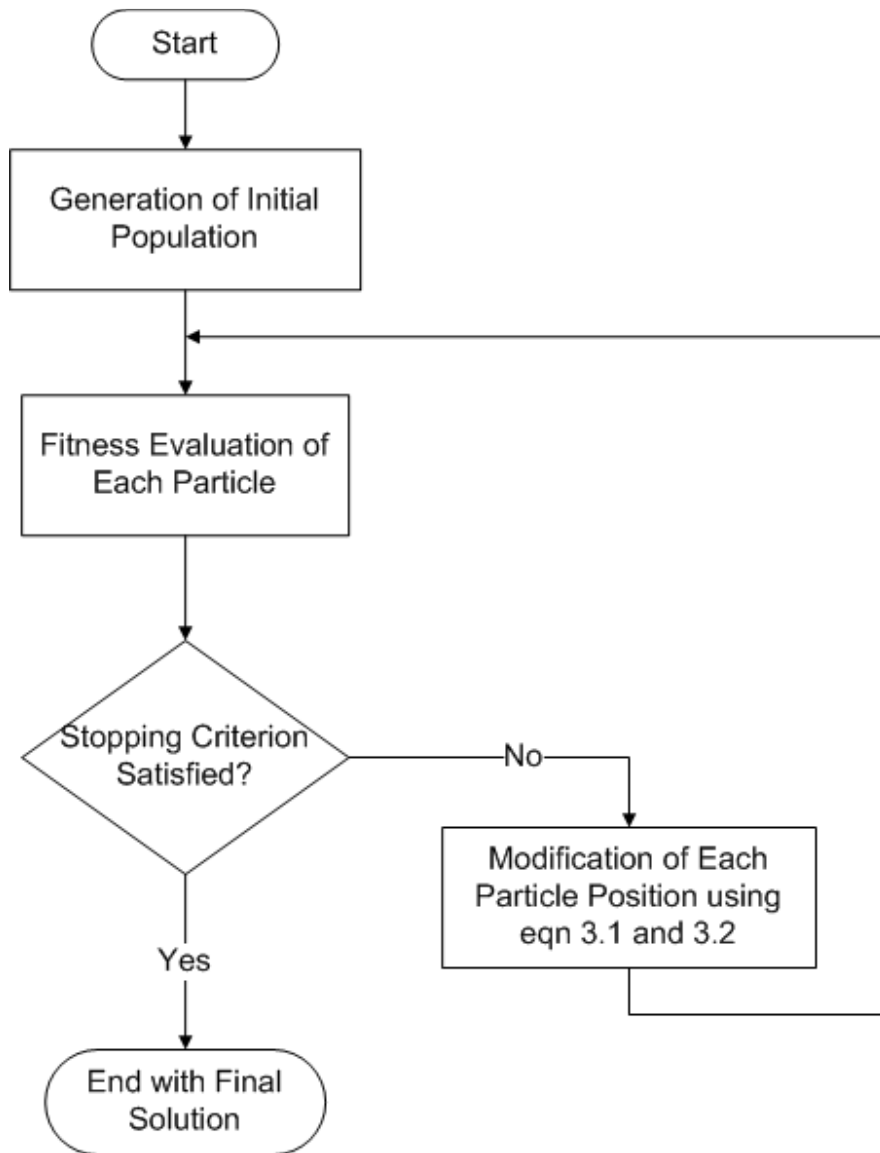 Start
Generation of Initial
Population
Fitness Evaluation of
Each Particle
Stopping Criterion
Satisfied?
No
Modification of Each
Particle Position using
eqn 3.1 and 3.2
Yes
End with Final
Solution